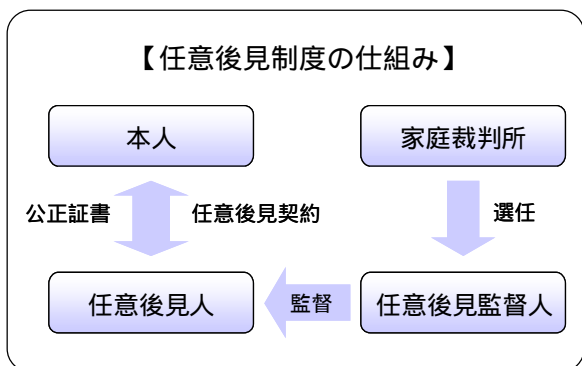 【任意後見制度の仕組み】
本人
家庭裁判所
公正証書
任意後見契約
選任
任意後見人
監督
任意後見監督人